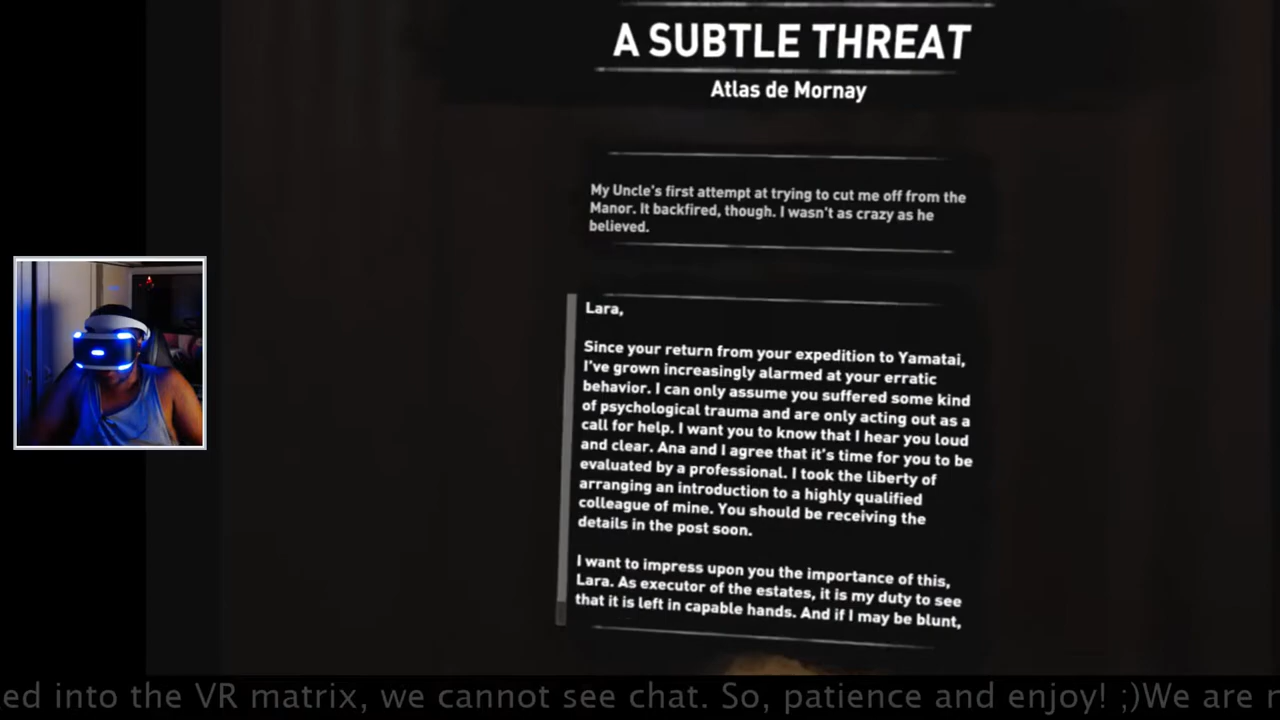 A SUBTLE THREAT
Atlas de Mornay
My Uncle's first attempt at trying to cut me off from the
Manor. It backfired, though. I wasn't as crazy as he
believed.
Lara,
Since your return from your expedition to Yamatai,
I've grown increasingly alarmed at your erratic
behavior. I can only assume you suffered some kind
of psychological trauma and are only acting out as a
call for help. I want you to know that I hear you loud
and clear. Ana and I agree that it's time for you to be
evaluated by a professional. I took the liberty of
arranging an introduction to a highly qualified
colleague of mine. You should be receiving the
details in the post soon.
I want to impress upon you the importance of this,
Lara. As executor of the estates, it is my duty to see
that it is left in capable hands. And if I may be blunt,
into the VR matrix, we cannot see chat. So, patience and enjoy! ;)We are